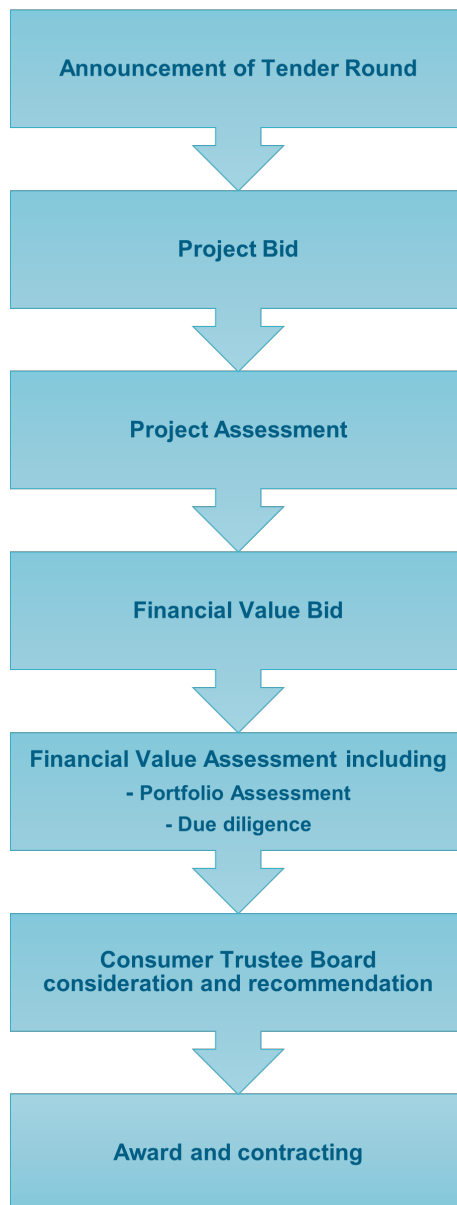 Announcement of Tender Round
Project Bid
Project Assessment
Financial Value Bid
Financial Value Assessment including
- Portfolio Assessment
- Due diligence
Consumer Trustee Board
consideration and recommendation
Award and contracting